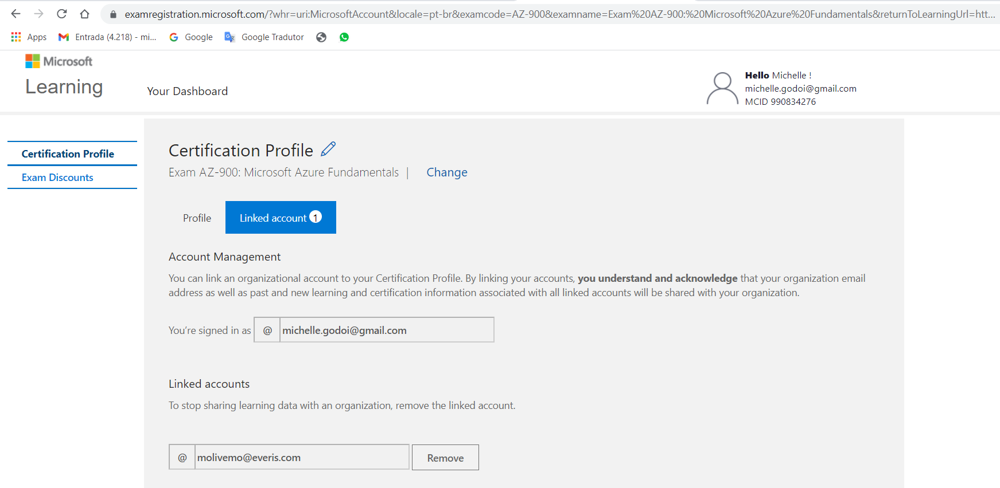 examregistration.microsoft.com/?whr=uri:MicrosoftAccount&locale=pt-br&examcode=AZ-900&examname=Exam%20AZ-900:%20Microsoft%20Azure%20Fundamentals&returnToLearningUrl=htt...
Apps Entrada (4.218) - mi... Google Google Tradutor
Microsoft
Learning
Your Dashboard
Hello Michelle !
michelle.godoi@gmail.com
MCID 990834276
Certification Profile
Exam Discounts
Certification Profile
Exam AZ-900: Microsoft Azure Fundamentals | Change
Profile Linked account 1
Account Management
You can link an organizational account to your Certification Profile. By linking your accounts, you understand and acknowledge that your organization email
address as well as past and new learning and certification information associated with all linked accounts will be shared with your organization.
You're signed in as @ michelle.godoi@gmail.com
Linked accounts
To stop sharing learning data with an organization, remove the linked account.
@ molivemo@everis.com Remove